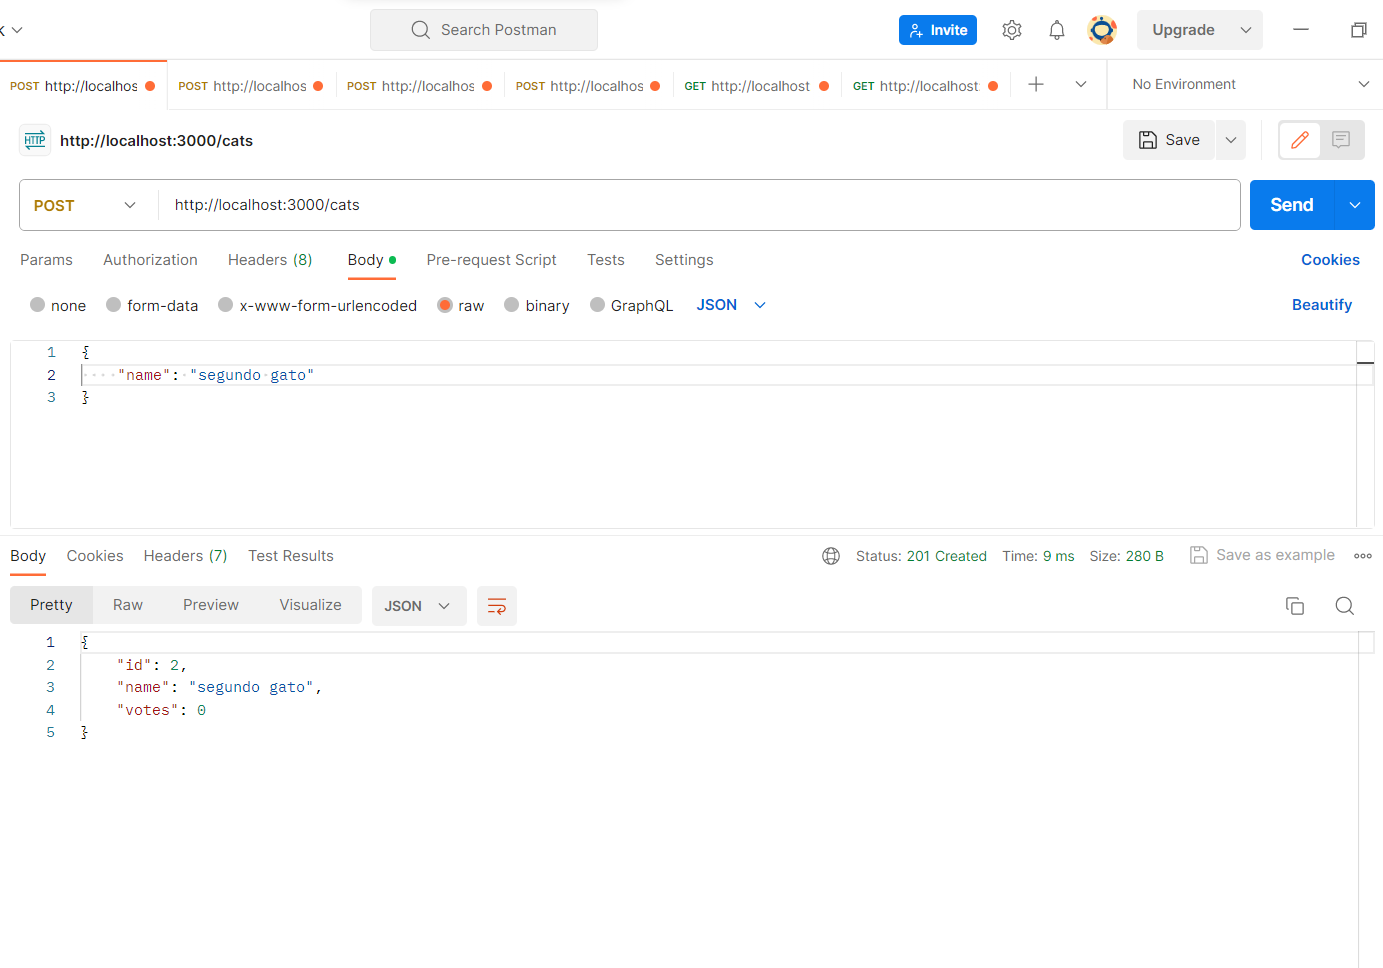 Search Postman
Invite
Upgrade
POST http://localhos
POST http://localhos
POST http://localhos
POST http://localhos
GET http://localhost
GET http://localhost
No Environment
HTTP http://localhost:3000/cats
Save
POST http://localhost:3000/cats
Send
Params Authorization Headers (8) Body Pre-request Script Tests Settings Cookies
none form-data x-www-form-urlencoded raw binary GraphQL JSON Beautify
1 {
2 "name": "segundo gato"
3 }
Body Cookies Headers (7) Test Results Status: 201 Created Time: 9 ms Size: 280 B Save as example
Pretty Raw Preview Visualize JSON
1 {
2 "id": 2,
3 "name": "segundo gato",
4 "votes": 0
5 }